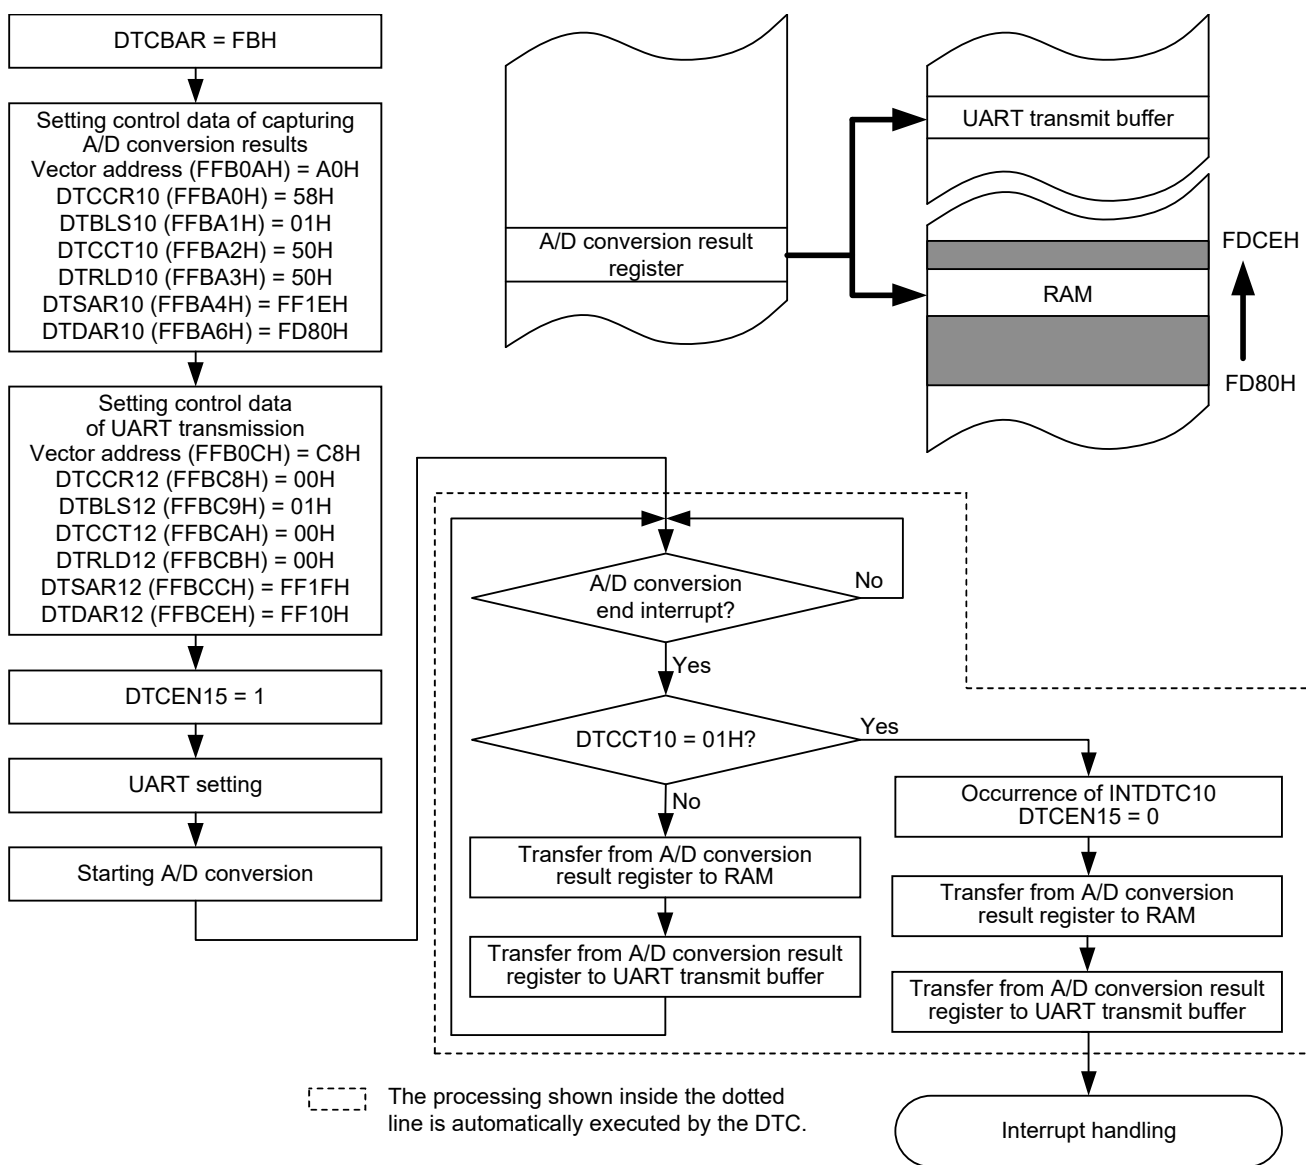 DTCBAR = FBH
Setting control data of capturing
A/D conversion results
Vector address (FFB0AH) = A0H
DTCCR10 (FFBA0H) = 58H
DTBLS10 (FFBA1H) = 01H
DTCCT10 (FFBA2H) = 50H
DTRLD10 (FFBA3H) = 50H
DTSAR10 (FFBA4H) = FF1EH
DTDAR10 (FFBA6H) = FD80H
Setting control data
of UART transmission
Vector address (FFB0CH) = C8H
DTCCR12 (FFBC8H) = 00H
DTBLS12 (FFBC9H) = 01H
DTCCT12 (FFBCAH) = 00H
DTRLD12 (FFBCBH) = 00H
DTSAR12 (FFBCCH) = FF1FH
DTDAR12 (FFBCEH) = FF10H
DTCEN15 = 1
UART setting
Starting A/D conversion
A/D conversion result
register
UART transmit buffer
FDCEH
RAM
FD80H
A/D conversion
end interrupt?
No
Yes
DTCCT10 = 01H?
Yes
No
Transfer from A/D conversion
result register to RAM
Transfer from A/D conversion result
register to UART transmit buffer
Occurrence of INTDTC10
DTCEN15 = 0
Transfer from A/D conversion
result register to RAM
Transfer from A/D conversion result
register to UART transmit buffer
Interrupt handling
The processing shown inside the dotted
line is automatically executed by the DTC.